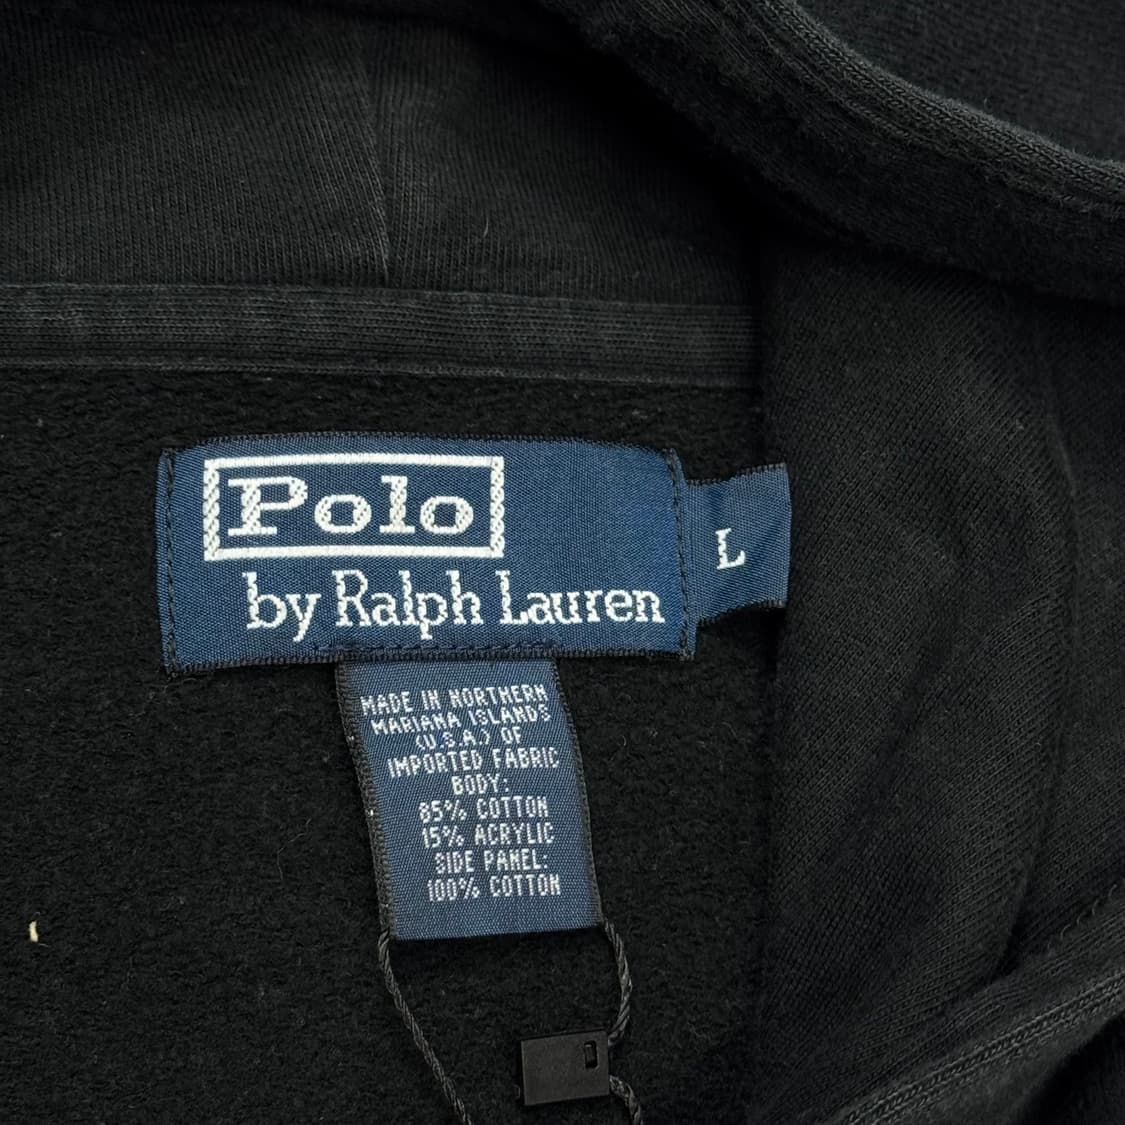 Polo
by Ralph Lauren
L
MADE IN NORTHERN
MARIANA ISLANDS
(U.S.A.) OF
IMPORTED FABRIC
BODY:
85% COTTON
15% ACRYLIC
SIDE PANEL:
100% COTTON